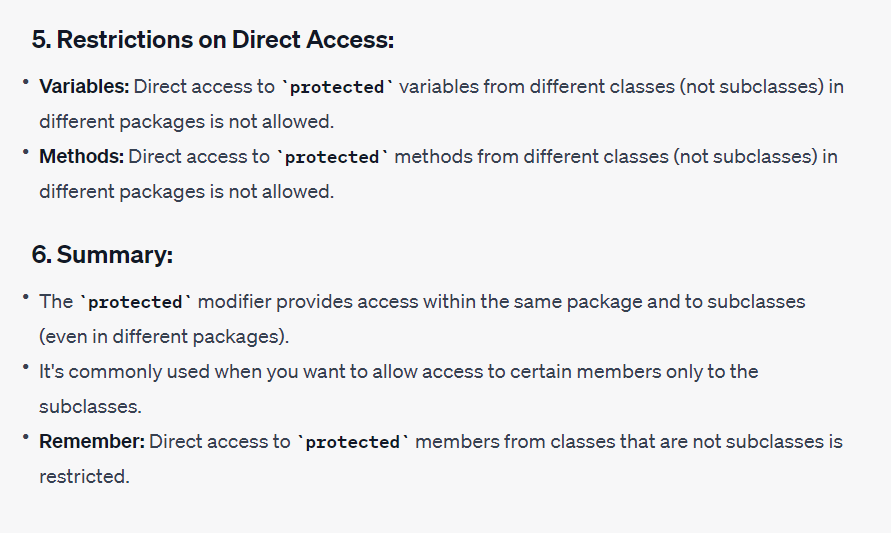 5. Restrictions on Direct Access:
• Variables: Direct access to `protected` variables from different classes (not subclasses) in
different packages is not allowed.
• Methods: Direct access to `protected` methods from different classes (not subclasses) in
different packages is not allowed.
6. Summary:
• The `protected` modifier provides access within the same package and to subclasses
(even in different packages).
• It's commonly used when you want to allow access to certain members only to the
subclasses.
• Remember: Direct access to `protected` members from classes that are not subclasses is
restricted.